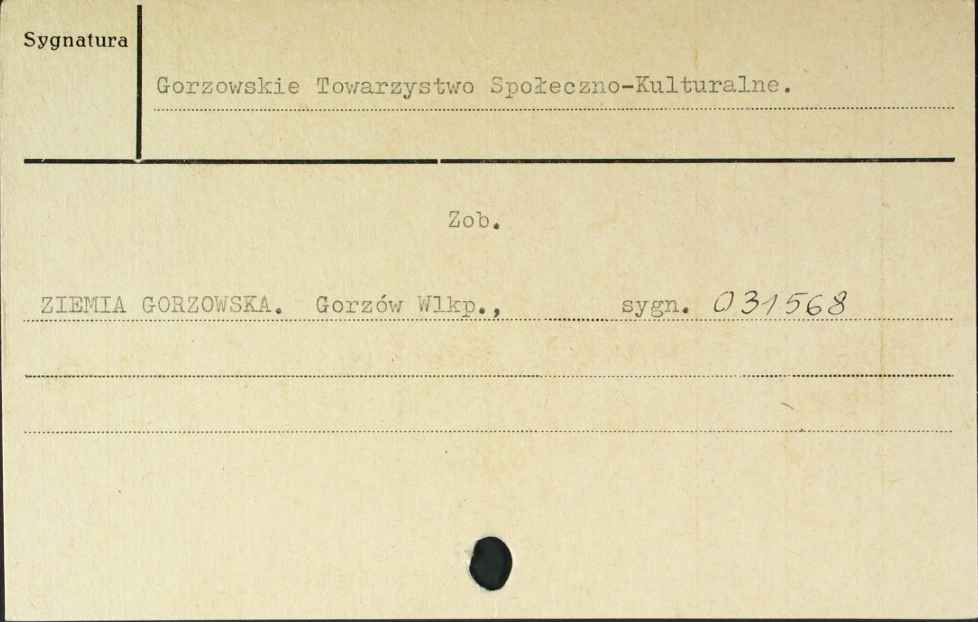 Sygnatura
Gorzowskie Towarzystwo Społeczno-Kulturalne.
Zob.
ZIEMIA GORZOWSKA. Gorzów Wlkp., sygn. 031568